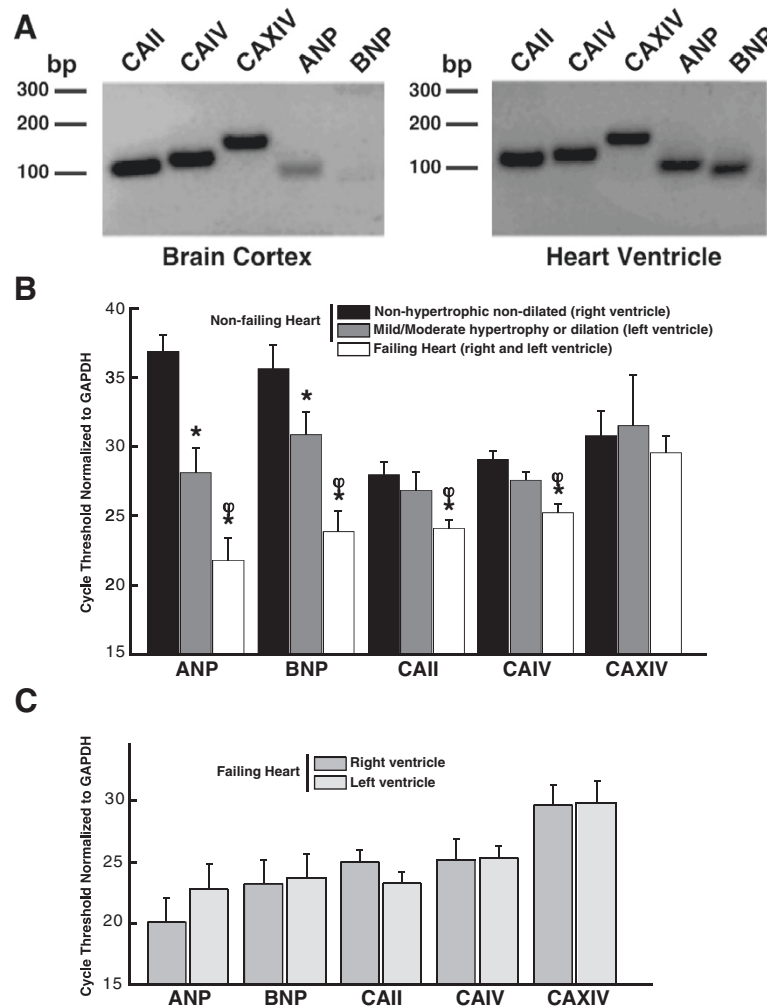 A
CAII CAIV CAXIV ANP BNP CAII CAIV CAXIV ANP BNP
bp bp
300 300
200 200
100 100
Brain Cortex Heart Ventricle
B
Cycle Threshold Normalized to GAPDH
40
35
30
25
20
15
Non-failing Heart
Non-hypertrophic non-dilated (right ventricle)
Mild/Moderate hypertrophy or dilation (left ventricle)
Failing Heart (right and left ventricle)
* φ * * φ * φ * φ *
ANP BNP CAII CAIV CAXIV
C
Cycle Threshold Normalized to GAPDH
30
25
20
15
Failing Heart
Right ventricle
Left ventricle
ANP BNP CAII CAIV CAXIV